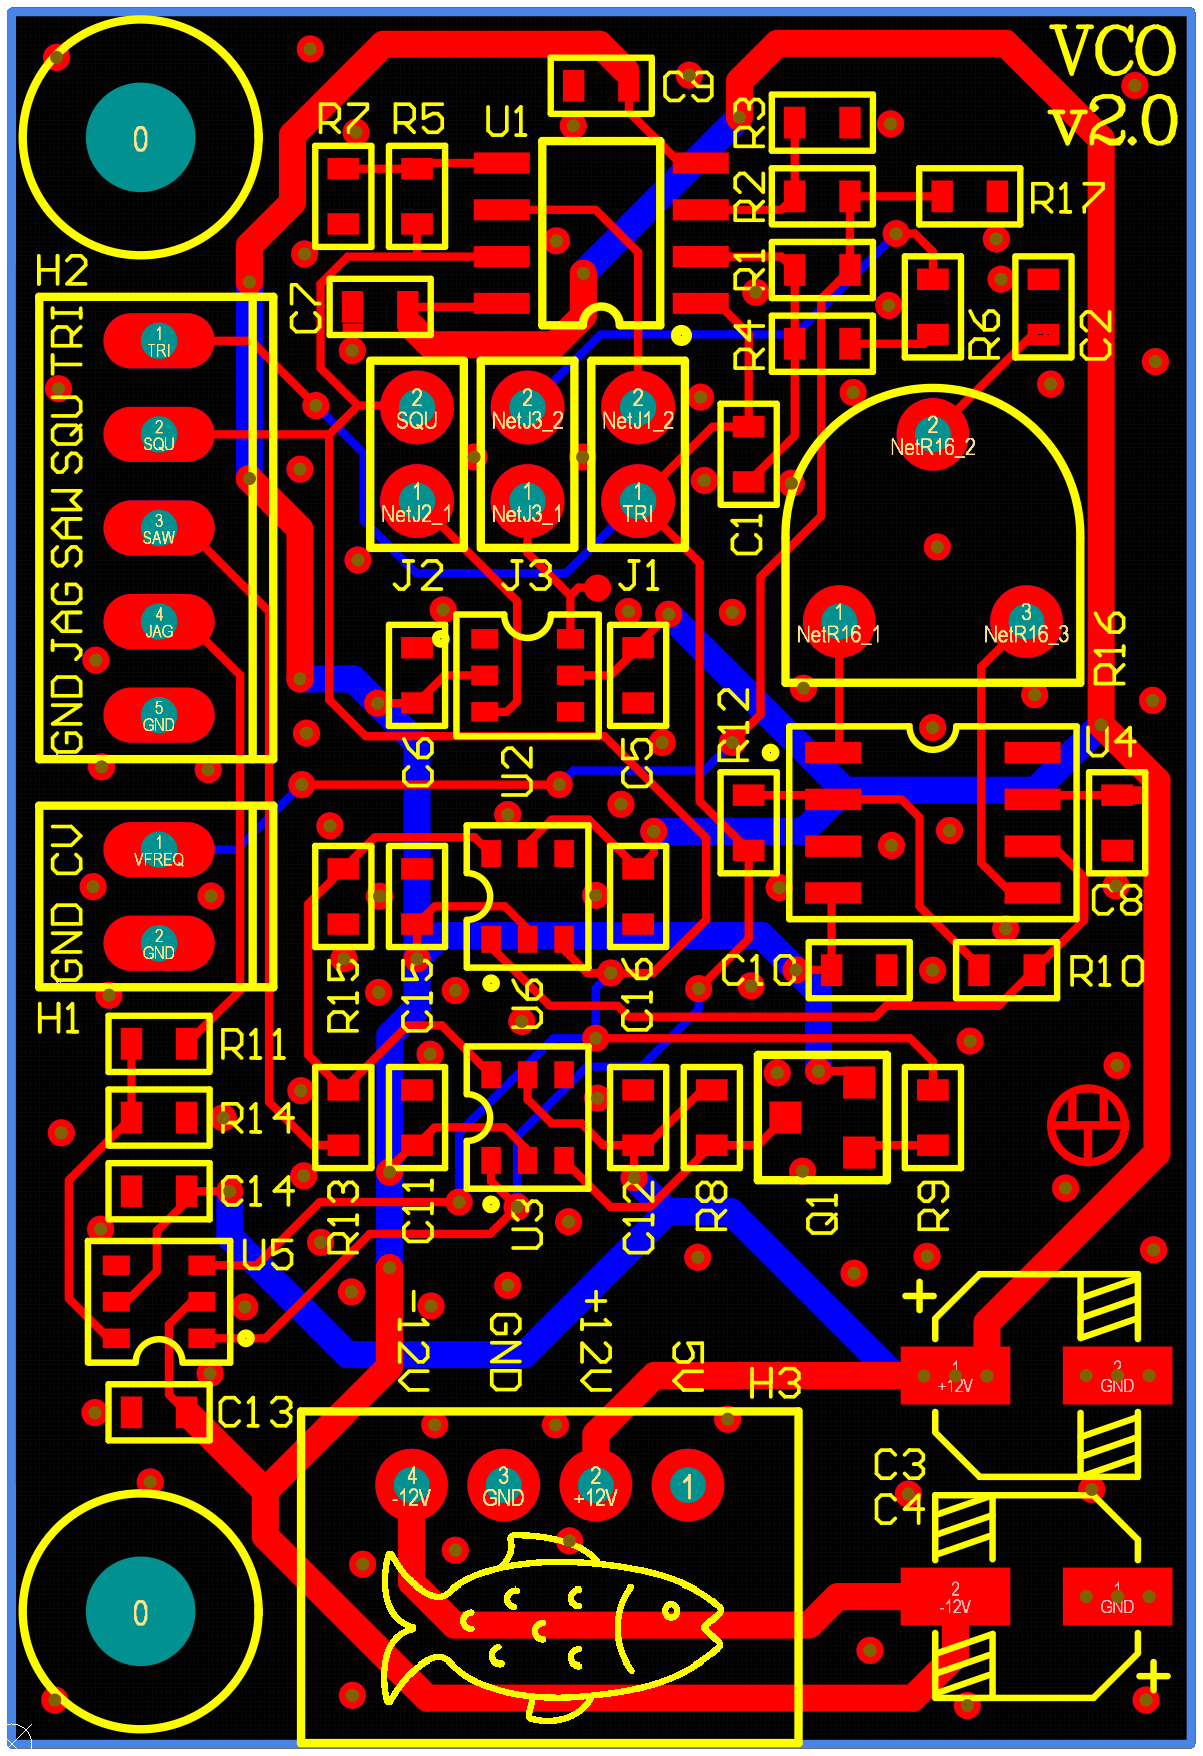 VCO
v2.0
0
R7
R5
U1
C9
R3
R2
R17
R1
R4
R6
C2
H2
C7
GND JAG SAW SQU TRI
1
TRI
2
SQU
3
SAW
4
JAG
5
GND
2
SQU
2
NetJ3_2
2
NetJ1_2
1
NetJ2_1
1
NetJ3_1
1
TRI
J2
J3
J1
C1
2
NetR16_2
1
NetR16_1
3
NetR16_3
R16
C6
U2
C5
R12
U4
C8
GND CV
1
VFREQ
2
GND
H1
R15
C15
U6
C16
C10
R10
R11
R14
C14
U5
R13
C11
U3
C12
R8
Q1
R9
-12V
GND
+12V
5V
H3
+
1
+12V
2
GND
C13
C3
C4
4
-12V
3
GND
2
+12V
1
0
2
-12V
1
GND
+